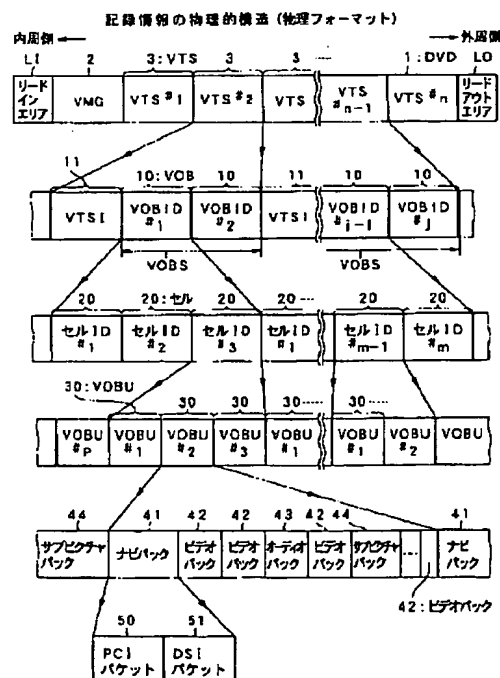 記録情報の物理的構造(物理フォーマット)
内周側 外周側
LI 2 3:VTS 3 3 1:DVD LO
リードインエリア VMG VTS #1 VTS #2 VTS VTS #n-1 VTS #n リードアウトエリア
11 10:VOB 10 11 10 10
VTSI VOBID #1 VOBID #2 VTSI VOBID #j-1 VOBID #j
VOBS VOBS
20 20:セル 20 20 20 20
セルID #1 セルID #2 セルID #3 セルID #1 セルID #m-1 セルID #m
30:VOBU 30 30 30 30
VOBU #P VOBU #1 VOBU #2 VOBU #3 VOBU #1 VOBU #1 VOBU #2 VOBU
44 41 42 42 43 42 44 41
サブピクチャパック ナビパック ビデオパック ビデオパック オーディオパック ビデオパック サブピクチャパック ナビパック
42:ビデオパック
50 51
PCIパケット DSIパケット